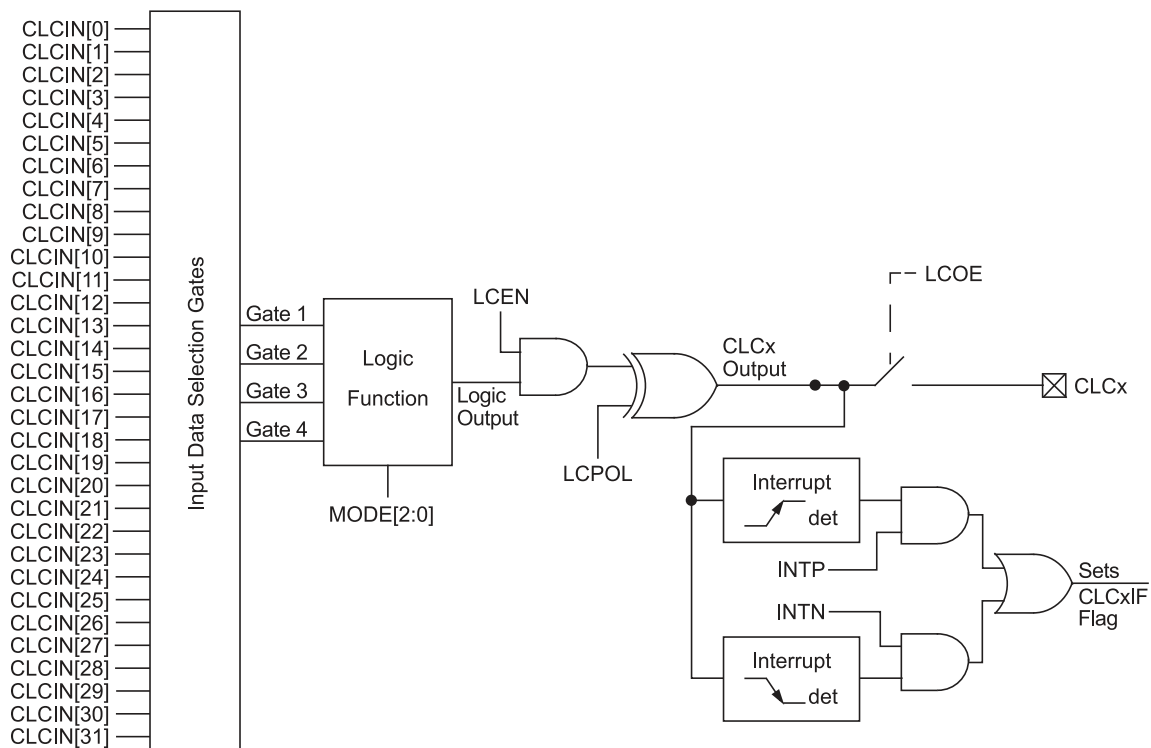 CLCIN[0]
CLCIN[1]
CLCIN[2]
CLCIN[3]
CLCIN[4]
CLCIN[5]
CLCIN[6]
CLCIN[7]
CLCIN[8]
CLCIN[9]
CLCIN[10]
CLCIN[11]
CLCIN[12]
CLCIN[13]
CLCIN[14]
CLCIN[15]
CLCIN[16]
CLCIN[17]
CLCIN[18]
CLCIN[19]
CLCIN[20]
CLCIN[21]
CLCIN[22]
CLCIN[23]
CLCIN[24]
CLCIN[25]
CLCIN[26]
CLCIN[27]
CLCIN[28]
CLCIN[29]
CLCIN[30]
CLCIN[31]
Input Data Selection Gates
Gate 1
Gate 2
Gate 3
Gate 4
Logic
Function
MODE[2:0]
Logic
Output
LCEN
LCPOL
CLCx
Output
LCOE
CLCx
Interrupt
det
INTP
INTN
Interrupt
det
Sets
CLCxIF
Flag